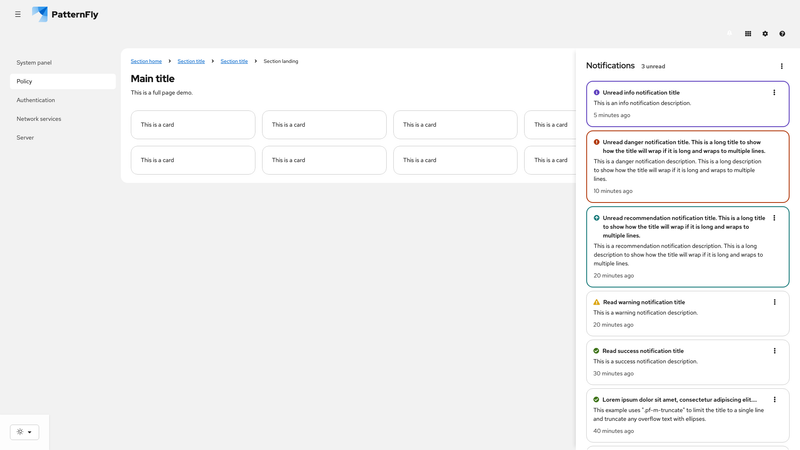 PatternFly
System panel
Policy
Authentication
Network services
Server
Section home Section title Section title Section landing
Main title
This is a full page demo.
This is a card This is a card This is a card This is a card
This is a card This is a card This is a card This is a card
Notifications 3 unread
Unread info notification title
This is an info notification description.
5 minutes ago
Unread danger notification title. This is a long title to show
how the title will wrap if it is long and wraps to multiple lines.
This is a danger notification description. This is a long description
to show how the title will wrap if it is long and wraps to multiple
lines.
10 minutes ago
Unread recommendation notification title. This is a long title
to show how the title will wrap if it is long and wraps to
multiple lines.
This is a recommendation notification description. This is a long
description to show how the title will wrap if it is long and wraps to
multiple lines.
20 minutes ago
Read warning notification title
This is a warning notification description.
20 minutes ago
Read success notification title
This is a success notification description.
30 minutes ago
Lorem ipsum dolor sit amet, consectetur adipiscing elit....
This example uses ".pf-m-truncate" to limit the title to a single line
and truncate any overflow text with ellipses.
40 minutes ago